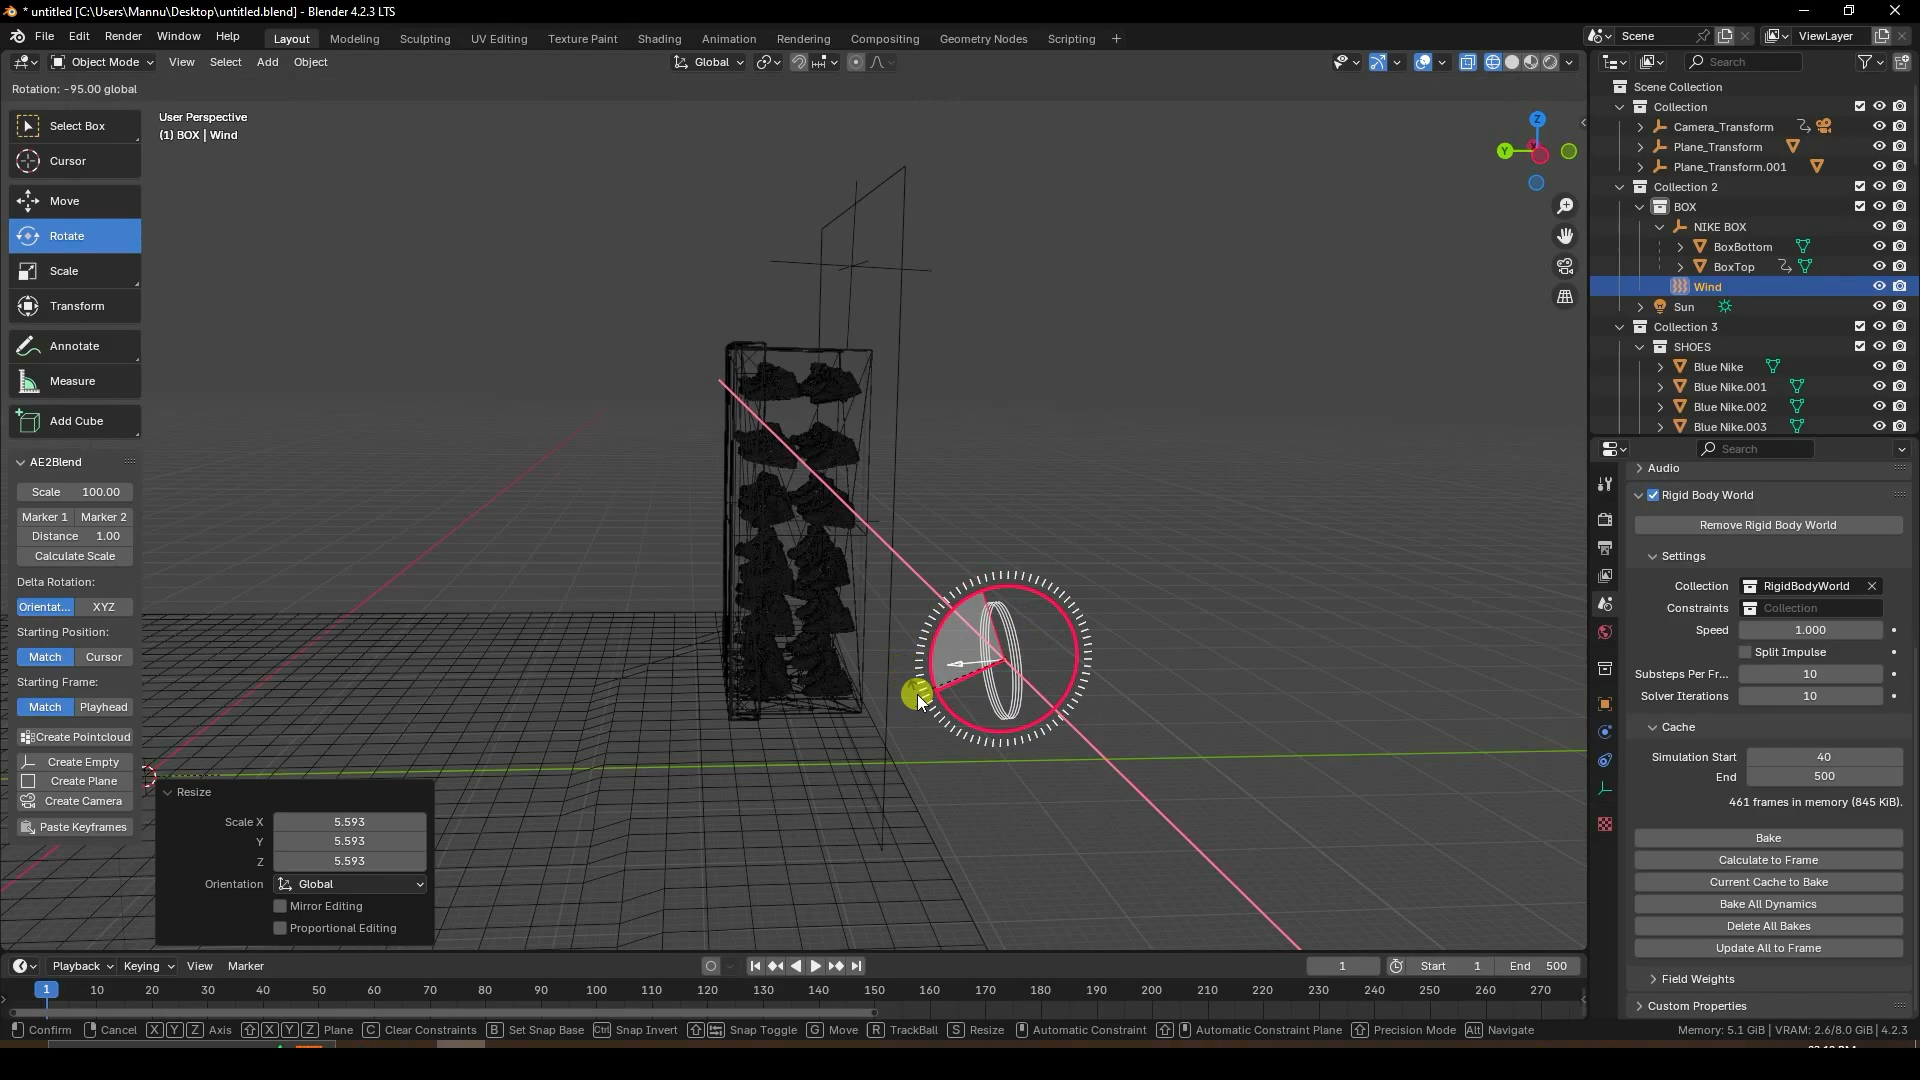 * untitled [C:\Users\Mannu\Desktop\untitled.blend] - Blender 4.2.3 LTS
File Edit Render Window Help Layout Modeling Sculpting UV Editing Texture Paint Shading Animation Rendering Compositing Geometry Nodes Scripting + Scene ViewLayer
Object Mode View Select Add Object Global Search
Rotation: -95.00 global
User Perspective
(1) BOX | Wind
Select Box
Cursor
Move
Rotate
Scale
Transform
Annotate
Measure
Add Cube
AE2Blend
Scale 100.00
Marker 1 Marker 2
Distance 1.00
Calculate Scale
Delta Rotation:
Orientat... XYZ
Starting Position:
Match Cursor
Starting Frame:
Match Playhead
Create Pointcloud
Create Empty
Create Plane
Create Camera
Paste Keyframes
Z
Y
Resize
Scale X 5.593
Y 5.593
Z 5.593
Orientation Global
Mirror Editing
Proportional Editing
Scene Collection
Collection
Camera_Transform
Plane_Transform
Plane_Transform.001
Collection 2
BOX
NIKE BOX
BoxBottom
BoxTop
Wind
Sun
Collection 3
SHOES
Blue Nike
Blue Nike.001
Blue Nike.002
Blue Nike.003
Search
Audio
Rigid Body World
Remove Rigid Body World
Settings
Collection RigidBodyWorld
Constraints Collection
Speed 1.000
Split Impulse
Substeps Per Fr... 10
Solver Iterations 10
Cache
Simulation Start 40
End 500
461 frames in memory (845 KiB).
Bake
Calculate to Frame
Current Cache to Bake
Bake All Dynamics
Delete All Bakes
Update All to Frame
Field Weights
Custom Properties
Playback Keying View Marker 1 Start 1 End 500
1 10 20 30 40 50 60 70 80 90 100 110 120 130 140 150 160 170 180 190 200 210 220 230 240 250 260 270
Confirm Cancel X Y Z Axis X Y Z Plane C Clear Constraints B Set Snap Base Ctrl Snap Invert Snap Toggle G Move R TrackBall S Resize Automatic Constraint Automatic Constraint Plane Precision Mode Alt Navigate Memory: 5.1 GiB | VRAM: 2.6/8.0 GiB | 4.2.3